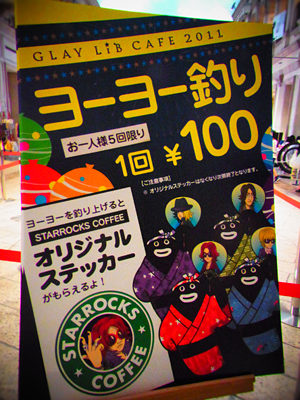 GLAY LiB CAFE 2011
ヨーヨー釣り
お一人様5回限り
1回 ¥100
【ご注意事項】
※ オリジナルステッカーはなくなり次第終了となります。
ヨーヨーを釣り上げると
STARROCKS COFFEE
オリジナル
ステッカー
がもらえるよ!
STARROCKS
COFFEE